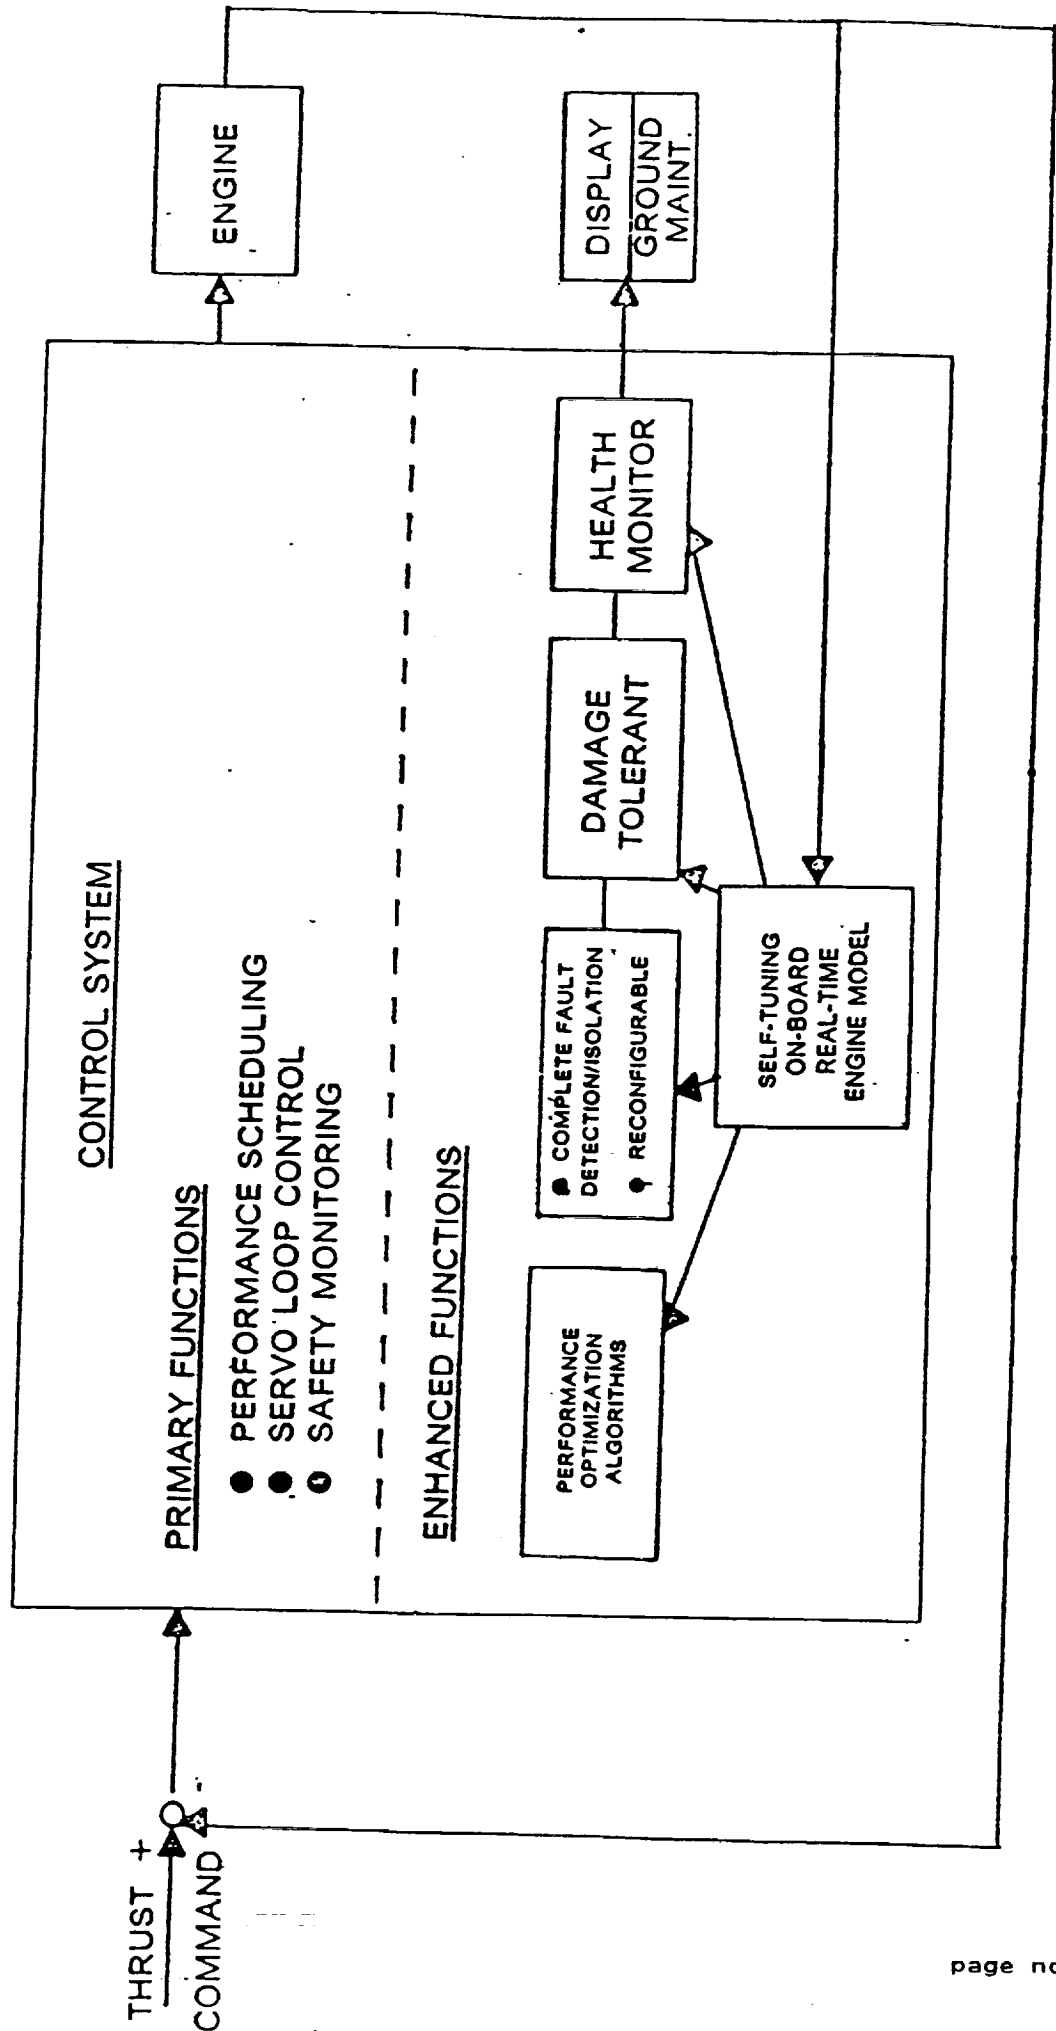 CONTROL SYSTEM
THRUST +
COMMAND -
PRIMARY FUNCTIONS
● PERFORMANCE SCHEDULING
● SERVO LOOP CONTROL
● SAFETY MONITORING
ENGINE
ENHANCED FUNCTIONS
PERFORMANCE
OPTIMIZATION
ALGORITHMS
● COMPLETE FAULT
DETECTION/ISOLATION
● RECONFIGURABLE
DAMAGE
TOLERANT
HEALTH
MONITOR
DISPLAY
GROUND
MAINT.
SELF-TUNING
ON-BOARD
REAL-TIME
ENGINE MODEL